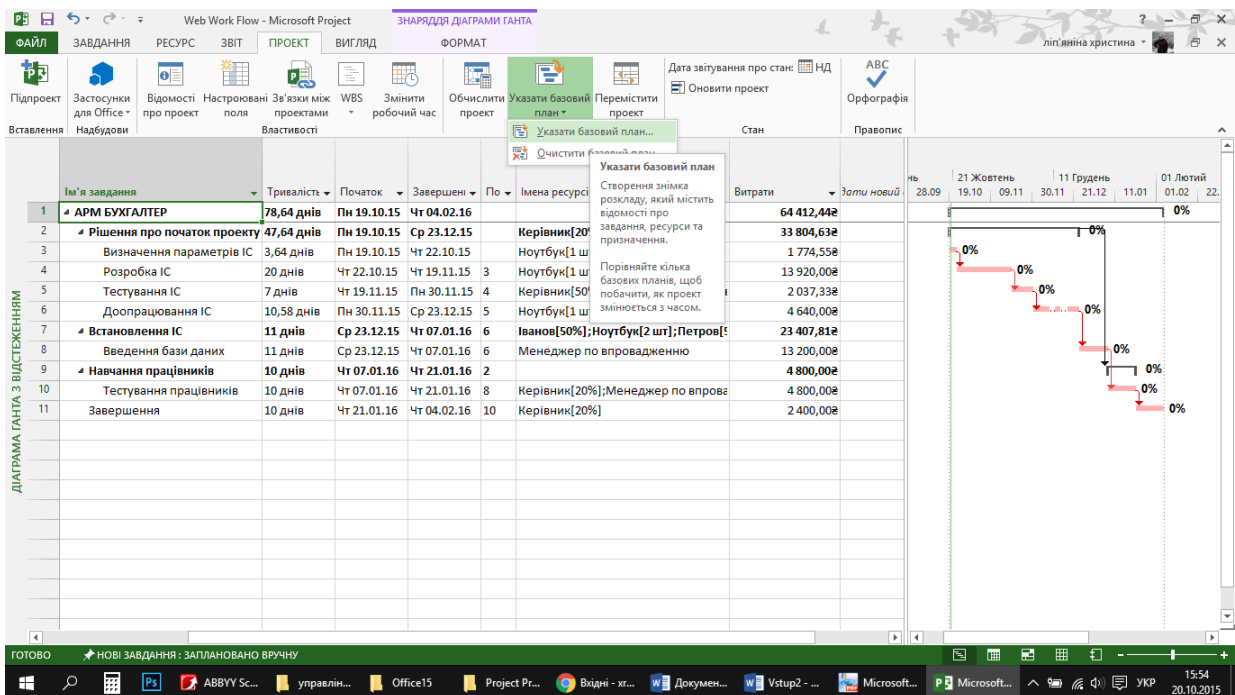 Web Work Flow - Microsoft Project
ЗНАРЯДДЯ ДІАГРАМИ ГАНТА
ФАЙЛ ЗАВДАННЯ РЕСУРС ЗВІТ ПРОЕКТ ВИГЛЯД ФОРМАТ
ліп'яніна христина
Підпроект
Застосунки для Office
Відомості про проект
Настроювані поля
Зв'язки між проектами
WBS
Змінити робочий час
Обчислити проект
Указати базовий план
Перемістити проект
Дата звітування про стан: НД
Оновити проект
ABC
Орфографія
Вставлення Надбудови Властивості Стан Правопис
Указати базовий план...
Очистити базовий план...
Указати базовий план
Створення знімка
розкладу, який містить
відомості про
завдання, ресурси та
призначення.
Порівняйте кілька
базових планів, щоб
побачити, як проект
змінюється з часом.
Ім'я завдання Тривалість Початок По Витрати
21 Жовтень 11 Грудень 01 Лютий
28.09 19.10 09.11 30.11 21.12 11.01 01.02 22.
1 АРМ БУХГАЛТЕР 78,64 днів Пн 19.10.15 Чт 04.02.16 64 412,44₴ 0%
2 Рішення про початок проекту 47,64 днів Пн 19.10.15 Ср 23.12.15 33 804,63₴ 0%
3 Визначення параметрів ІС 3,64 днів Пн 19.10.15 Чт 22.10.15 1 774,55₴ 0%
4 Розробка ІС 20 днів Чт 22.10.15 Чт 19.11.15 3 13 920,00₴ 0%
5 Тестування ІС 7 днів Чт 19.11.15 Пн 30.11.15 4 2 037,33₴ 0%
6 Доопрацювання ІС 10,58 днів Пн 30.11.15 Ср 23.12.15 5 4 640,00₴ 0%
7 Встановлення ІС 11 днів Ср 23.12.15 Чт 07.01.16 6 Іванов[50%];Ноутбук[2 шт];Петров[ 23 407,81₴
8 Введення бази даних 11 днів Ср 23.12.15 Чт 07.01.16 6 Менеджер по впровадженню 13 200,00₴ 0%
9 Навчання працівників 10 днів Чт 07.01.16 Чт 21.01.16 2 4 800,00₴ 0%
10 Тестування працівників 10 днів Чт 07.01.16 Чт 21.01.16 8 Керівник[20%];Менеджер по впрова 4 800,00₴ 0%
11 Завершення 10 днів Чт 21.01.16 Чт 04.02.16 10 Керівник[20%] 2 400,00₴ 0%
ДІАГРАМА ГАНТА З ВІДСТЕЖЕННЯМ
ГОТОВО НОВІ ЗАВДАННЯ : ЗАПЛАНОВАНО ВРУЧНУ
Ps ABBYY Sc... управлін... Office15 Project Pr... Вхідні - хг... Докумен... Vstup2 - ... Microsoft... Microsoft... УКР
15:54
20.10.2015